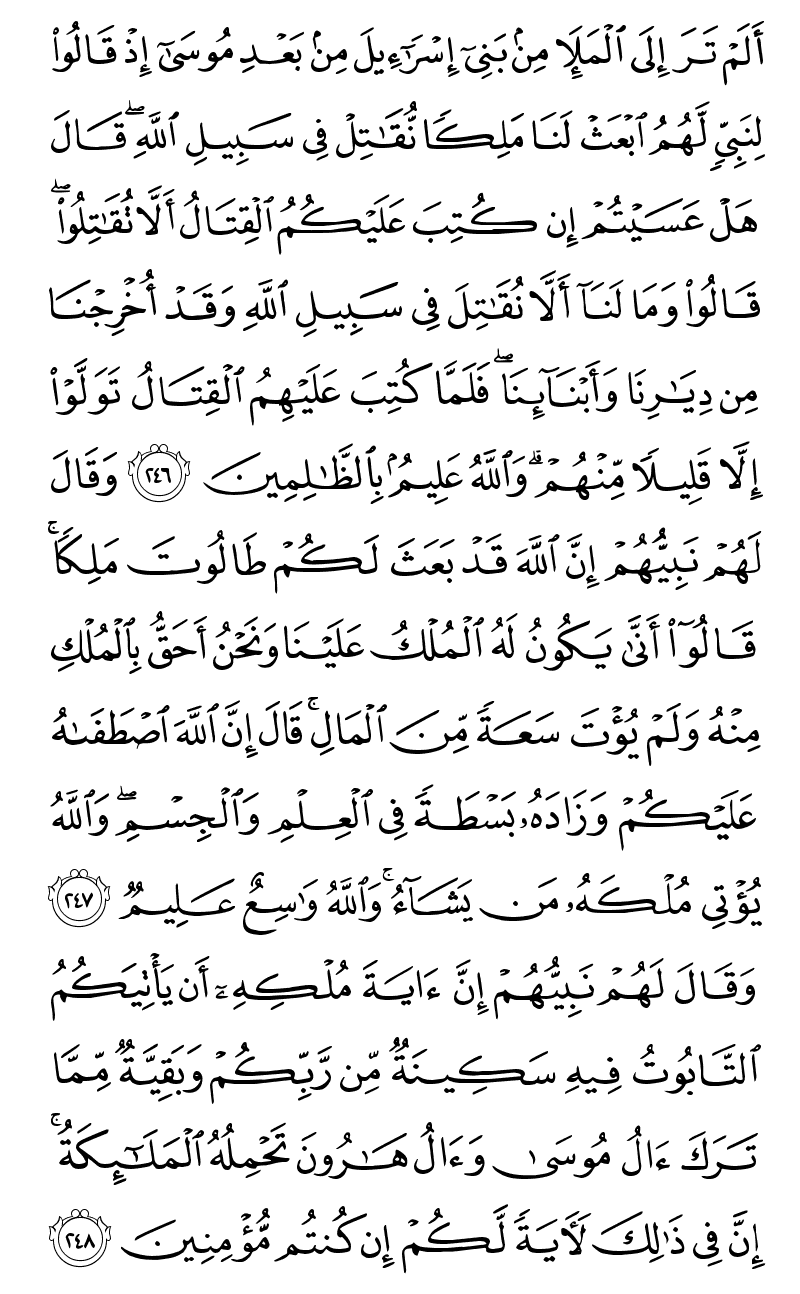 أَلَمۡ تَرَ إِلَى ٱلۡمَلَإِ مِنۢ بَنِيٓ إِسۡرَٰٓءِيلَ مِنۢ بَعۡدِ مُوسَىٰٓ إِذۡ قَالُواْ
لِنَبِيّٖ لَّهُمُ ٱبۡعَثۡ لَنَا مَلِكٗا نُّقَٰتِلۡ فِي سَبِيلِ ٱللَّهِۖ قَالَ
هَلۡ عَسَيۡتُمۡ إِن كُتِبَ عَلَيۡكُمُ ٱلۡقِتَالُ أَلَّا تُقَٰتِلُواْۖ
قَالُواْ وَمَا لَنَآ أَلَّا نُقَٰتِلَ فِي سَبِيلِ ٱللَّهِ وَقَدۡ أُخۡرِجۡنَا
مِن دِيَٰرِنَا وَأَبۡنَآئِنَاۖ فَلَمَّا كُتِبَ عَلَيۡهِمُ ٱلۡقِتَالُ تَوَلَّوۡاْ
إِلَّا قَلِيلٗا مِّنۡهُمۡۚ وَٱللَّهُ عَلِيمُۢ بِٱلظَّٰلِمِينَ ٢٤٦ وَقَالَ
لَهُمۡ نَبِيُّهُمۡ إِنَّ ٱللَّهَ قَدۡ بَعَثَ لَكُمۡ طَالُوتَ مَلِكٗاۚ
قَالُوٓاْ أَنَّىٰ يَكُونُ لَهُ ٱلۡمُلۡكُ عَلَيۡنَا وَنَحۡنُ أَحَقُّ بِٱلۡمُلۡكِ
مِنۡهُ وَلَمۡ يُؤۡتَ سَعَةٗ مِّنَ ٱلۡمَالِۚ قَالَ إِنَّ ٱللَّهَ ٱصۡطَفَىٰهُ
عَلَيۡكُمۡ وَزَادَهُۥ بَسۡطَةٗ فِي ٱلۡعِلۡمِ وَٱلۡجِسۡمِۖ وَٱللَّهُ
يُؤۡتِي مُلۡكَهُۥ مَن يَشَآءُۚ وَٱللَّهُ وَٰسِعٌ عَلِيمٞ ٢٤٧
وَقَالَ لَهُمۡ نَبِيُّهُمۡ إِنَّ ءَايَةَ مُلۡكِهِۦٓ أَن يَأۡتِيَكُمُ
ٱلتَّابُوتُ فِيهِ سَكِينَةٞ مِّن رَّبِّكُمۡ وَبَقِيَّةٞ مِّمَّا
تَرَكَ ءَالُ مُوسَىٰ وَءَالُ هَٰرُونَ تَحۡمِلُهُ ٱلۡمَلَٰٓئِكَةُۚ
إِنَّ فِي ذَٰلِكَ لَأٓيَةٗ لَّكُمۡ إِن كُنتُم مُّؤۡمِنِينَ ٢٤٨